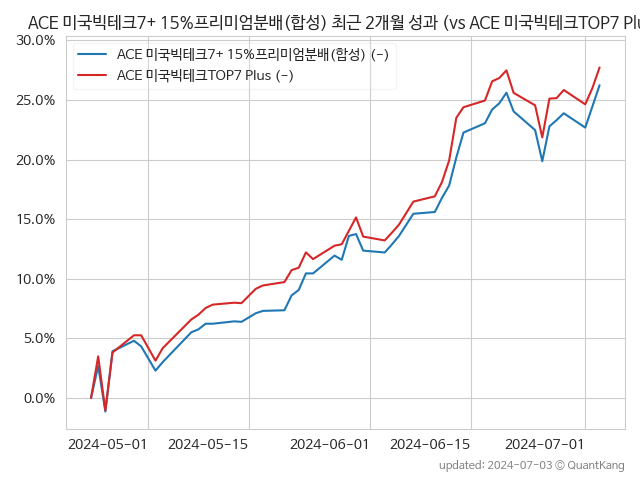 ACE 미국빅테크7+ 15%프리미엄분배(합성) 최근 2개월 성과 (vs ACE 미국빅테크TOP7 Plu
30.0%
ACE 미국빅테크7+ 15%프리미엄분배(합성) (-)
ACE 미국빅테크TOP7 Plus (-)
25.0%
20.0%
15.0%
10.0%
5.0%
0.0%
2024-05-01 2024-05-15 2024-06-01 2024-06-15 2024-07-01
updated: 2024-07-03 © QuantKang